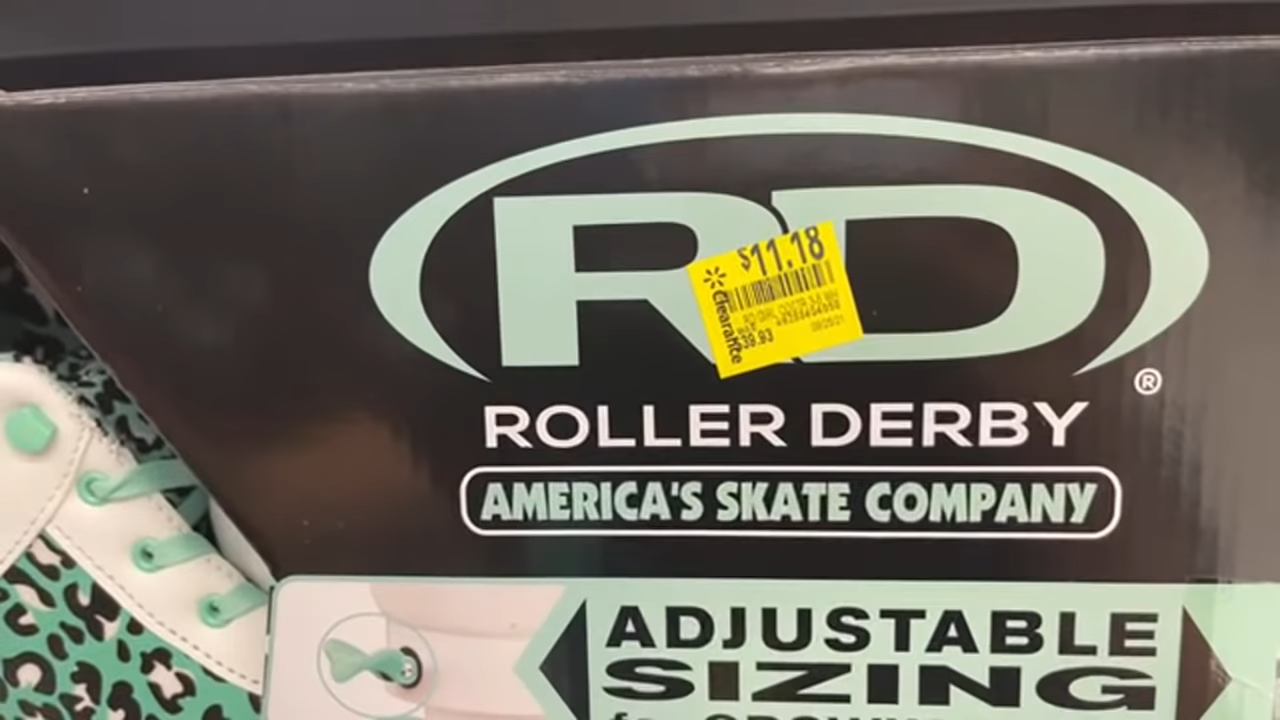 RD
$11.18
Clearance
39.93
®
ROLLER DERBY
AMERICA'S SKATE COMPANY
ADJUSTABLE
SIZING